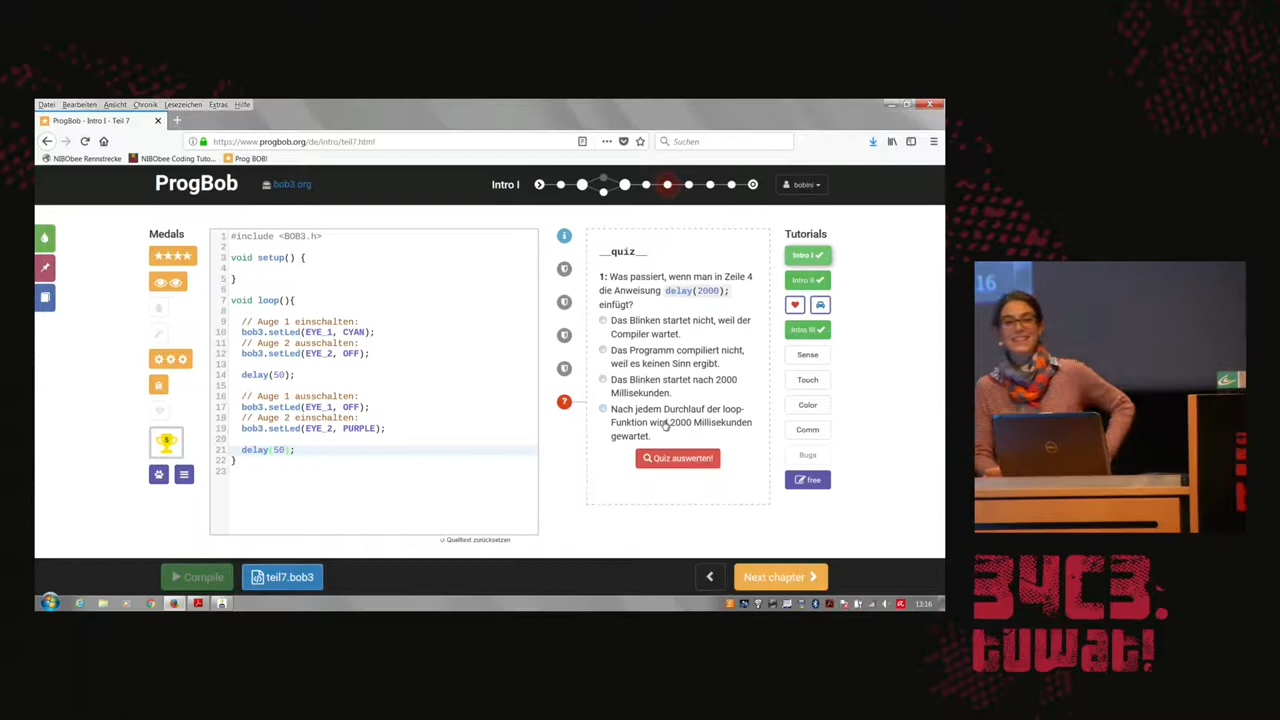 Datei Bearbeiten Ansicht Chronik Lesezeichen Extras Hilfe
ProgBob - Intro I - Teil 7
https://www.progbob.org/de/intro/teil7.html
Suchen
NIBObee Rennstrecke NIBObee Coding Tuto... Prog BOB!
ProgBob
bob3.org
Intro I
bobini
Medals
1 #include <BOB3.h>
2
3 void setup() {
4
5 }
6
7 void loop(){
8
9 // Auge 1 einschalten:
10 bob3.setLed(EYE_1, CYAN);
11 // Auge 2 ausschalten:
12 bob3.setLed(EYE_2, OFF);
13
14 delay(50);
15
16 // Auge 1 ausschalten:
17 bob3.setLed(EYE_1, OFF);
18 // Auge 2 einschalten:
19 bob3.setLed(EYE_2, PURPLE);
20
21 delay(50);
22 }
23
Quelltext zurücksetzen
__quiz__
1: Was passiert, wenn man in Zeile 4
die Anweisung delay(2000);
einfügt?
Das Blinken startet nicht, weil der
Compiler wartet.
Das Programm compiliert nicht,
weil es keinen Sinn ergibt.
Das Blinken startet nach 2000
Millisekunden.
Nach jedem Durchlauf der loop-
Funktion wird 2000 Millisekunden
gewartet.
Quiz auswerten!
Tutorials
Intro I
Intro II
Intro III
Sense
Touch
Color
Comm
Bugs
free
Compile
teil7.bob3
Next chapter
13:16
16
34C3.
tuwat!